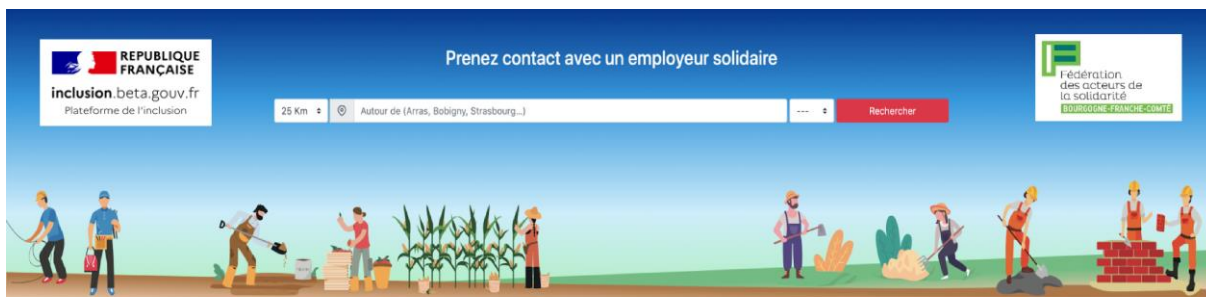 REPUBLIQUE
FRANÇAISE
inclusion.beta.gouv.fr
Plateforme de l'inclusion
Prenez contact avec un employeur solidaire
25 Km
Autour de (Arras, Bobigny, Strasbourg...)
---
Rechercher
Fédération
des acteurs de
la solidarité
BOURGOGNE-FRANCHE-COMTÉ